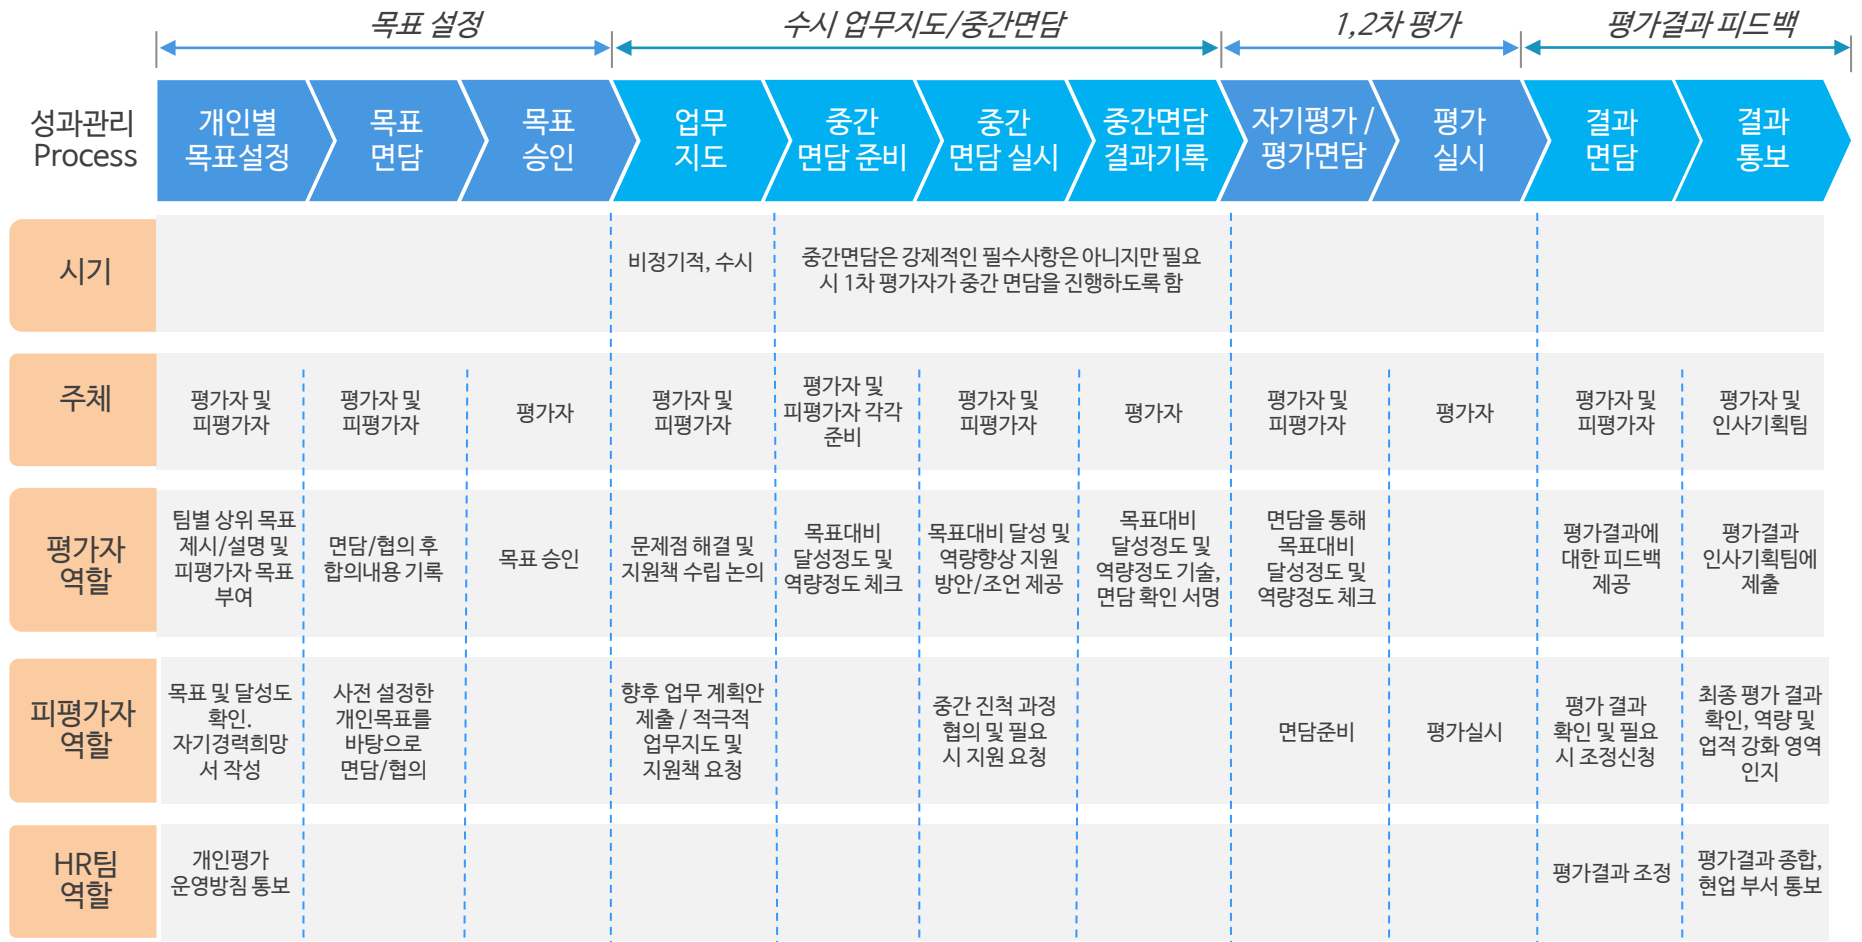 목표 설정
수시 업무지도/중간면담
1,2차 평가
평가결과 피드백
성과관리
Process
개인별
목표설정
목표
면담
목표
승인
업무
지도
중간
면담 준비
중간
면담 실시
중간면담
결과기록
자기평가 /
평가면담
평가
실시
결과
면담
결과
통보
시기
비정기적, 수시
중간면담은 강제적인 필수사항은 아니지만 필요
시 1차 평가자가 중간 면담을 진행하도록 함
주체
평가자 및
피평가자
평가자 및
피평가자
평가자
평가자 및
피평가자
평가자 및
피평가자 각각
준비
평가자 및
피평가자
평가자
평가자 및
피평가자
평가자
평가자 및
피평가자
평가자 및
인사기획팀
평가자
역할
팀별 상위 목표
제시/설명 및
피평가자 목표
부여
면담/협의 후
합의내용 기록
목표 승인
문제점 해결 및
지원책 수립 논의
목표대비
달성정도 및
역량정도 체크
목표대비 달성 및
역량향상 지원
방안/조언 제공
목표대비
달성정도 및
역량정도 기술,
면담 확인 서명
면담을 통해
목표대비
달성정도 및
역량정도 체크
평가결과에
대한 피드백
제공
평가결과
인사기획팀에
제출
피평가자
역할
목표 및 달성도
확인.
자기경력희망
서 작성
사전 설정한
개인목표를
바탕으로
면담/협의
향후 업무 계획안
제출 / 적극적
업무지도 및
지원책 요청
중간 진척 과정
협의 및 필요
시 지원 요청
면담준비
평가실시
평가 결과
확인 및 필요
시 조정신청
최종 평가 결과
확인, 역량 및
업적 강화 영역
인지
HR팀
역할
개인평가
운영방침 통보
평가결과 조정
평가결과 종합,
현업 부서 통보